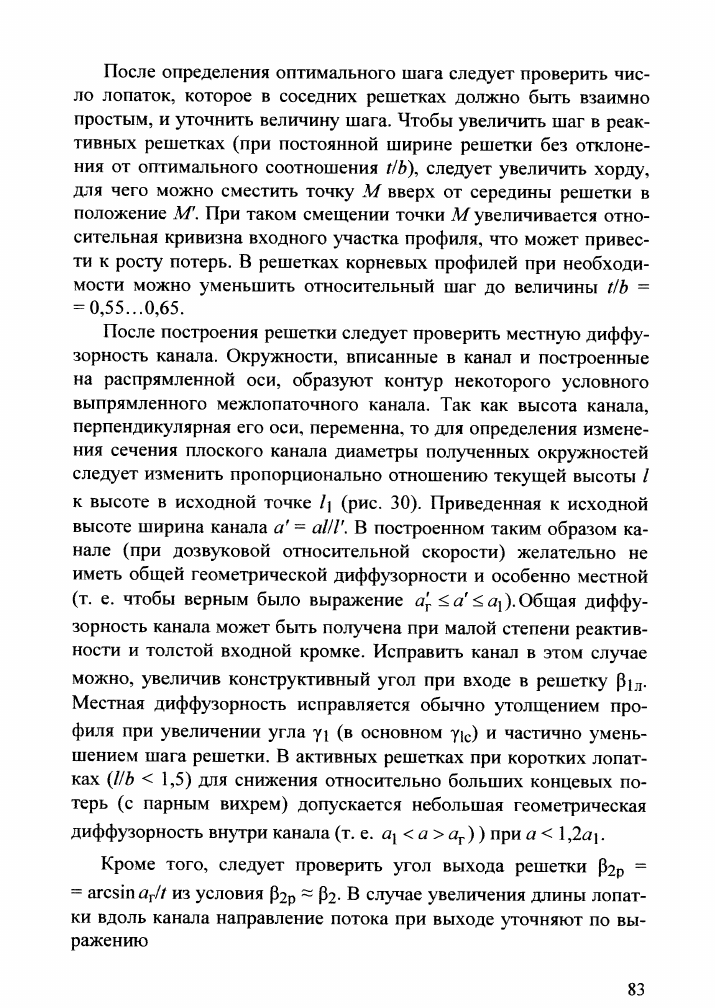 После определения оптимального шага следует проверить чис-
ло лопаток, которое в соседних решетках должно быть взаимно
простым, и уточнить величину шага. Чтобы увеличить шаг в реак-
тивных решетках (при постоянной ширине решетки без отклоне-
ния от оптимального соотношения t/b), следует увеличить хорду,
для чего можно сместить точку M вверх от середины решетки в
положение M'. При таком смещении точки M увеличивается отно-
сительная кривизна входного участка профиля, что может привес-
ти к росту потерь. В решетках корневых профилей при необходи-
мости можно уменьшить относительный шаг до величины t/b =
= 0,55...0,65.
После построения решетки следует проверить местную диффу-
зорность канала. Окружности, вписанные в канал и построенные
на распрямленной оси, образуют контур некоторого условного
выпрямленного межлопаточного канала. Так как высота канала,
перпендикулярная его оси, переменна, то для определения измене-
ния сечения плоского канала диаметры полученных окружностей
следует изменить пропорционально отношению текущей высоты l
к высоте в исходной точке l₁ (рис. 30). Приведенная к исходной
высоте ширина канала a' = al/l'. В построенном таким образом ка-
нале (при дозвуковой относительной скорости) желательно не
иметь общей геометрической диффузорности и особенно местной
(т. е. чтобы верным было выражение a'г ≤ a' ≤ a₁). Общая диффу-
зорность канала может быть получена при малой степени реактив-
ности и толстой входной кромке. Исправить канал в этом случае
можно, увеличив конструктивный угол при входе в решетку β₁л.
Местная диффузорность исправляется обычно утолщением про-
филя при увеличении угла γ₁ (в основном γ₁c) и частично умень-
шением шага решетки. В активных решетках при коротких лопат-
ках (l/b < 1,5) для снижения относительно больших концевых по-
терь (с парным вихрем) допускается небольшая геометрическая
диффузорность внутри канала (т. е. a₁ < a > aг) ) при a < 1,2a₁.
Кроме того, следует проверить угол выхода решетки β₂р =
= arcsin aг/t из условия β₂р ≈ β₂. В случае увеличения длины лопат-
ки вдоль канала направление потока при выходе уточняют по вы-
ражению
83